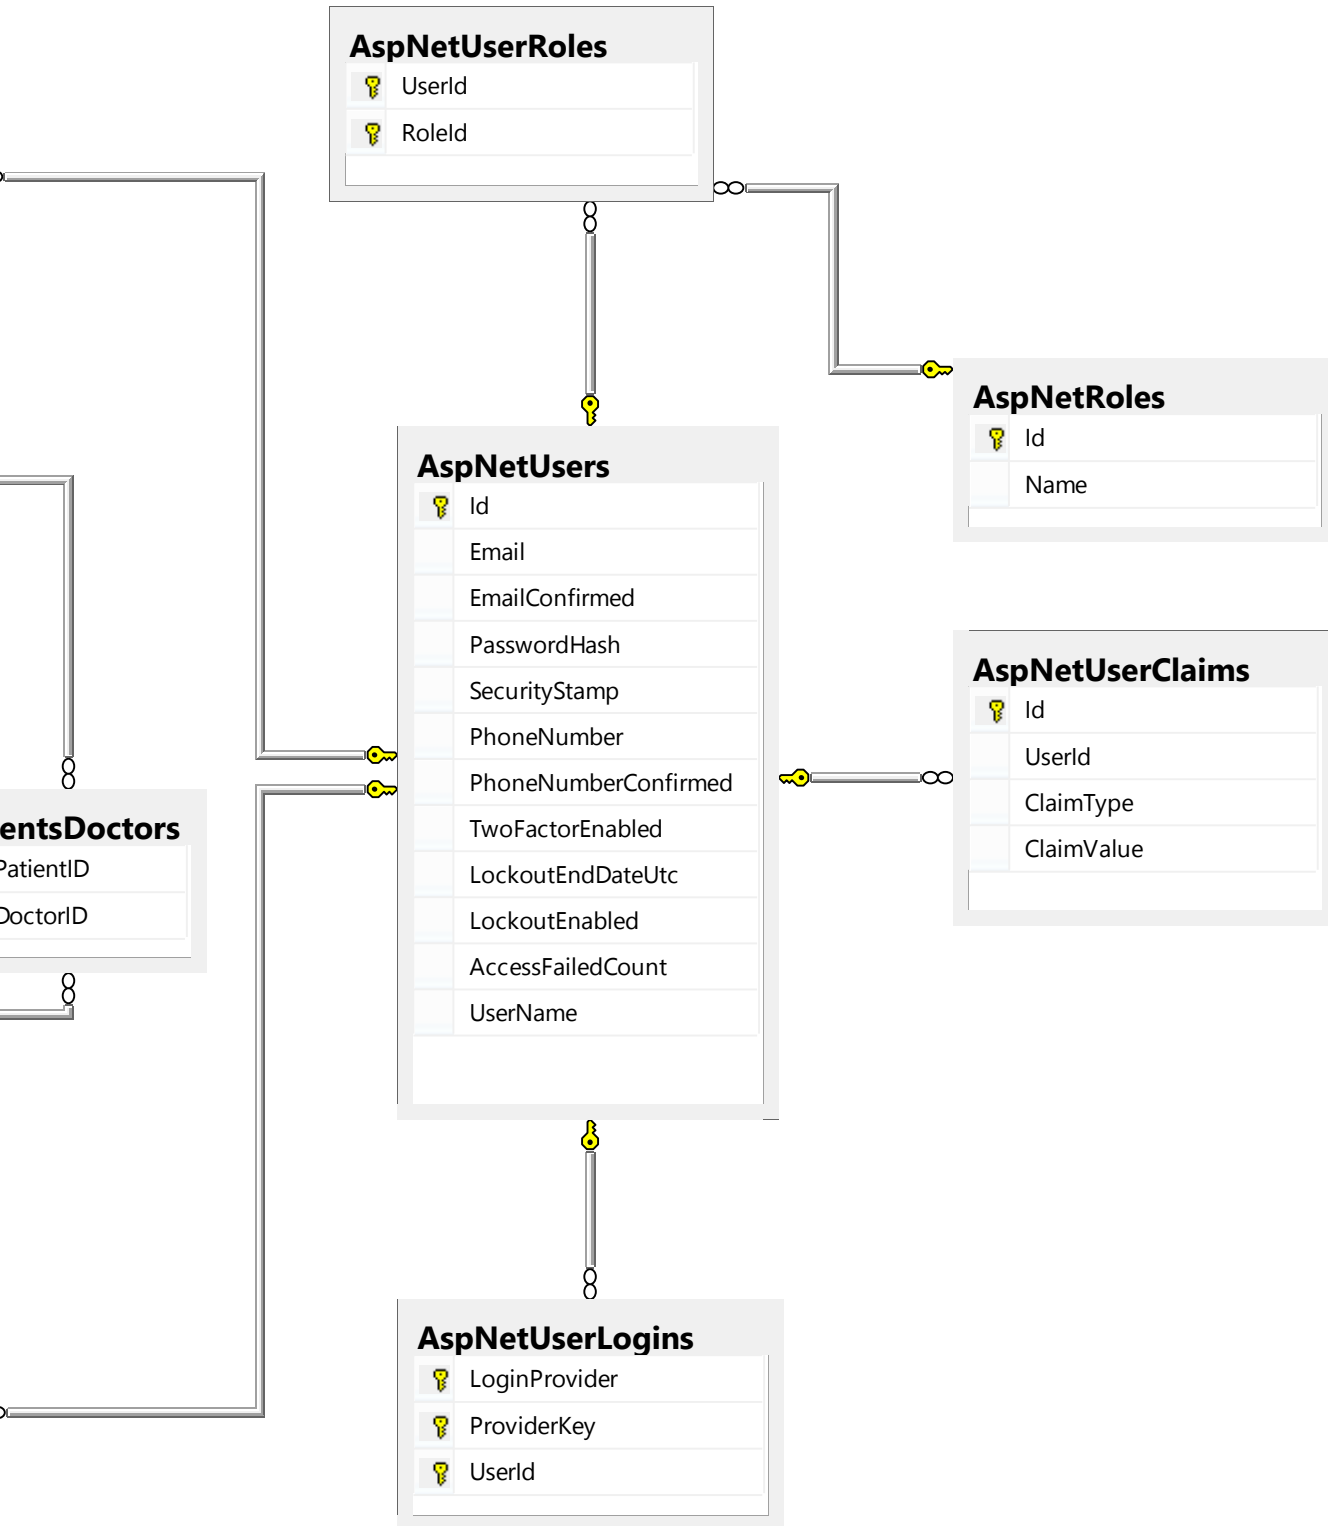 AspNetUserRoles
UserId
RoleId
AspNetRoles
Id
Name
AspNetUsers
Id
Email
EmailConfirmed
PasswordHash
SecurityStamp
PhoneNumber
PhoneNumberConfirmed
TwoFactorEnabled
LockoutEndDateUtc
LockoutEnabled
AccessFailedCount
UserName
AspNetUserClaims
Id
UserId
ClaimType
ClaimValue
entsDoctors
PatientID
DoctorID
AspNetUserLogins
LoginProvider
ProviderKey
UserId